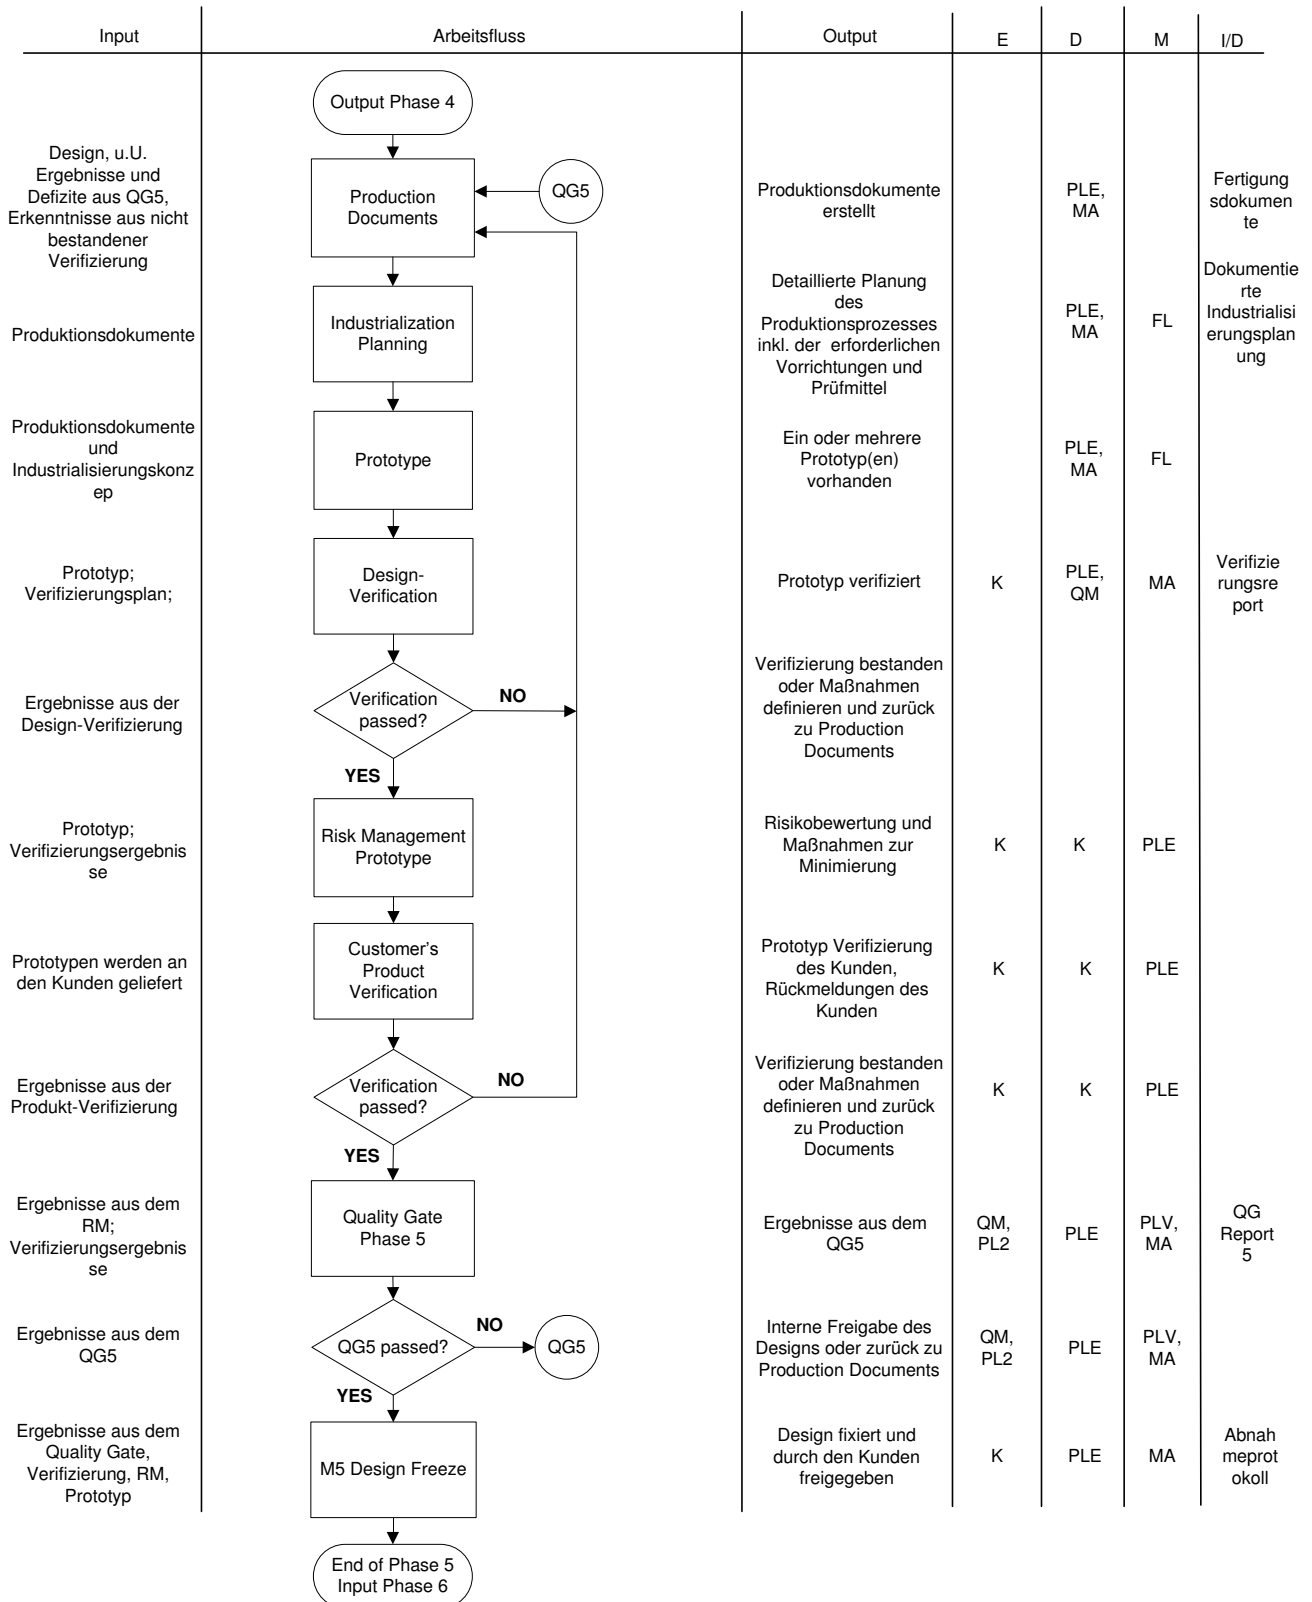 Input
Arbeitsfluss
Output
E
D
M
I/D
Output Phase 4
Design, u.U.
Ergebnisse und
Defizite aus QG5,
Erkenntnisse aus nicht
bestandener
Verifizierung
Production
Documents
QG5
Produktionsdokumente
erstellt
PLE,
MA
Fertigung
sdokumen
te
Produktionsdokumente
Industrialization
Planning
Detaillierte Planung
des
Produktionsprozesses
inkl. der erforderlichen
Vorrichtungen und
Prüfmittel
PLE,
MA
FL
Dokumentie
rte
Industrialisi
erungsplan
ung
Produktionsdokumente
und
Industrialisierungskonz
ep
Prototype
Ein oder mehrere
Prototyp(en)
vorhanden
PLE,
MA
FL
Prototyp;
Verifizierungsplan;
Design-
Verification
Prototyp verifiziert
K
PLE,
QM
MA
Verifizie
rungsre
port
Ergebnisse aus der
Design-Verifizierung
Verification
passed?
NO
YES
Verifizierung bestanden
oder Maßnahmen
definieren und zurück
zu Production
Documents
Prototyp;
Verifizierungsergebnis
se
Risk Management
Prototype
Risikobewertung und
Maßnahmen zur
Minimierung
K
K
PLE
Prototypen werden an
den Kunden geliefert
Customer's
Product
Verification
Prototyp Verifizierung
des Kunden,
Rückmeldungen des
Kunden
K
K
PLE
Ergebnisse aus der
Produkt-Verifizierung
Verification
passed?
NO
YES
Verifizierung bestanden
oder Maßnahmen
definieren und zurück
zu Production
Documents
K
K
PLE
Ergebnisse aus dem
RM;
Verifizierungsergebnis
se
Quality Gate
Phase 5
Ergebnisse aus dem
QG5
QM,
PL2
PLE
PLV,
MA
QG
Report
5
Ergebnisse aus dem
QG5
QG5 passed?
NO
QG5
YES
Interne Freigabe des
Designs oder zurück zu
Production Documents
QM,
PL2
PLE
PLV,
MA
Ergebnisse aus dem
Quality Gate,
Verifizierung, RM,
Prototyp
M5 Design Freeze
Design fixiert und
durch den Kunden
freigegeben
K
PLE
MA
Abnah
meprot
okoll
End of Phase 5
Input Phase 6